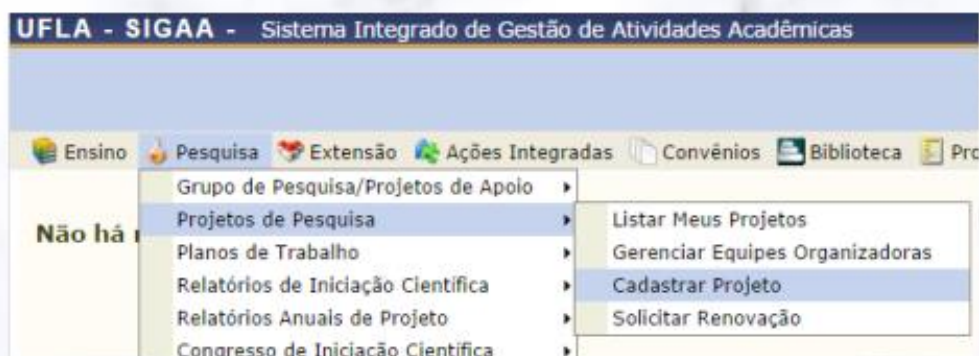 UFLA - SIGAA - Sistema Integrado de Gestão de Atividades Acadêmicas
Ensino Pesquisa Extensão Ações Integradas Convênios Biblioteca
Não há
Grupo de Pesquisa/Projetos de Apoio
Projetos de Pesquisa
Planos de Trabalho
Relatórios de Iniciação Científica
Relatórios Anuais de Projeto
Congresso de Iniciação Científica
Listar Meus Projetos
Gerenciar Equipes Organizadoras
Cadastrar Projeto
Solicitar Renovação